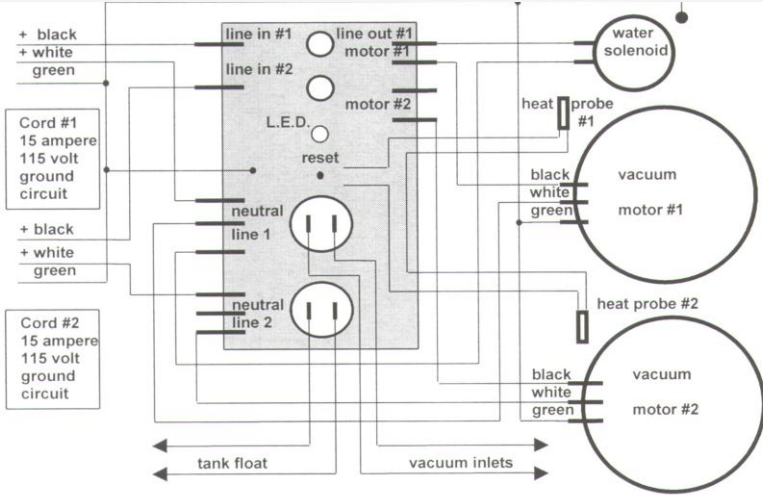 + black
+ white
green
line in #1
line in #2
line out #1
motor #1
motor #2
L.E.D.
reset
water
solenoid
heat probe
#1
Cord #1
15 ampere
115 volt
ground
circuit
black
white
green
vacuum
motor #1
neutral
line 1
+ black
+ white
green
neutral
line 2
heat probe #2
Cord #2
15 ampere
115 volt
ground
circuit
black
white
green
vacuum
motor #2
tank float
vacuum inlets